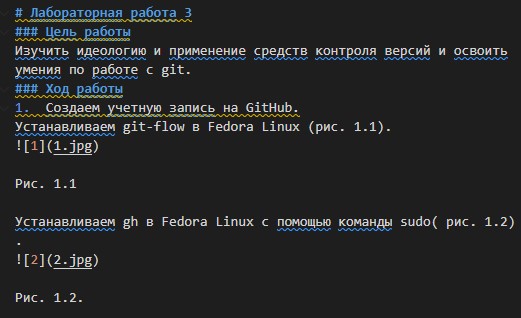 # Лабораторная работа 3
### Цель работы
Изучить идеологию и применение средств контроля версий и освоить
умения по работе с git.
### Ход работы
1.  Создаем учетную запись на GitHub.
Устанавливаем git-flow в Fedora Linux (рис. 1.1).
![1](1.jpg)
Рис. 1.1
Устанавливаем gh в Fedora Linux с помощью команды sudo( рис. 1.2)
.
![2](2.jpg)
Рис. 1.2.